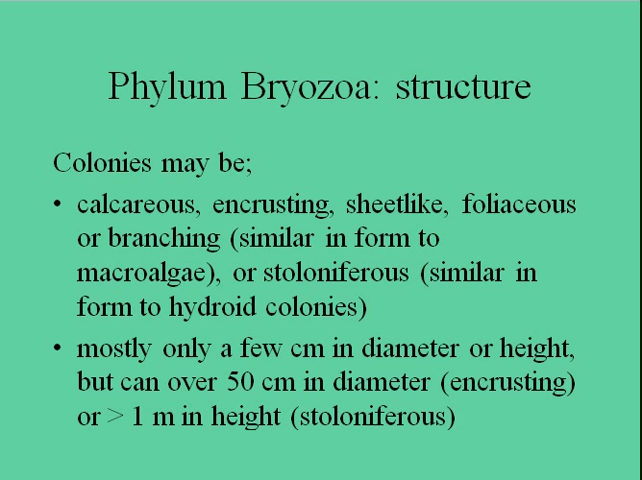 Phylum Bryozoa: structure
Colonies may be;
• calcareous, encrusting, sheetlike, foliaceous
or branching (similar in form to
macroalgae), or stoloniferous (similar in
form to hydroid colonies)
• mostly only a few cm in diameter or height,
but can over 50 cm in diameter (encrusting)
or > 1 m in height (stoloniferous)